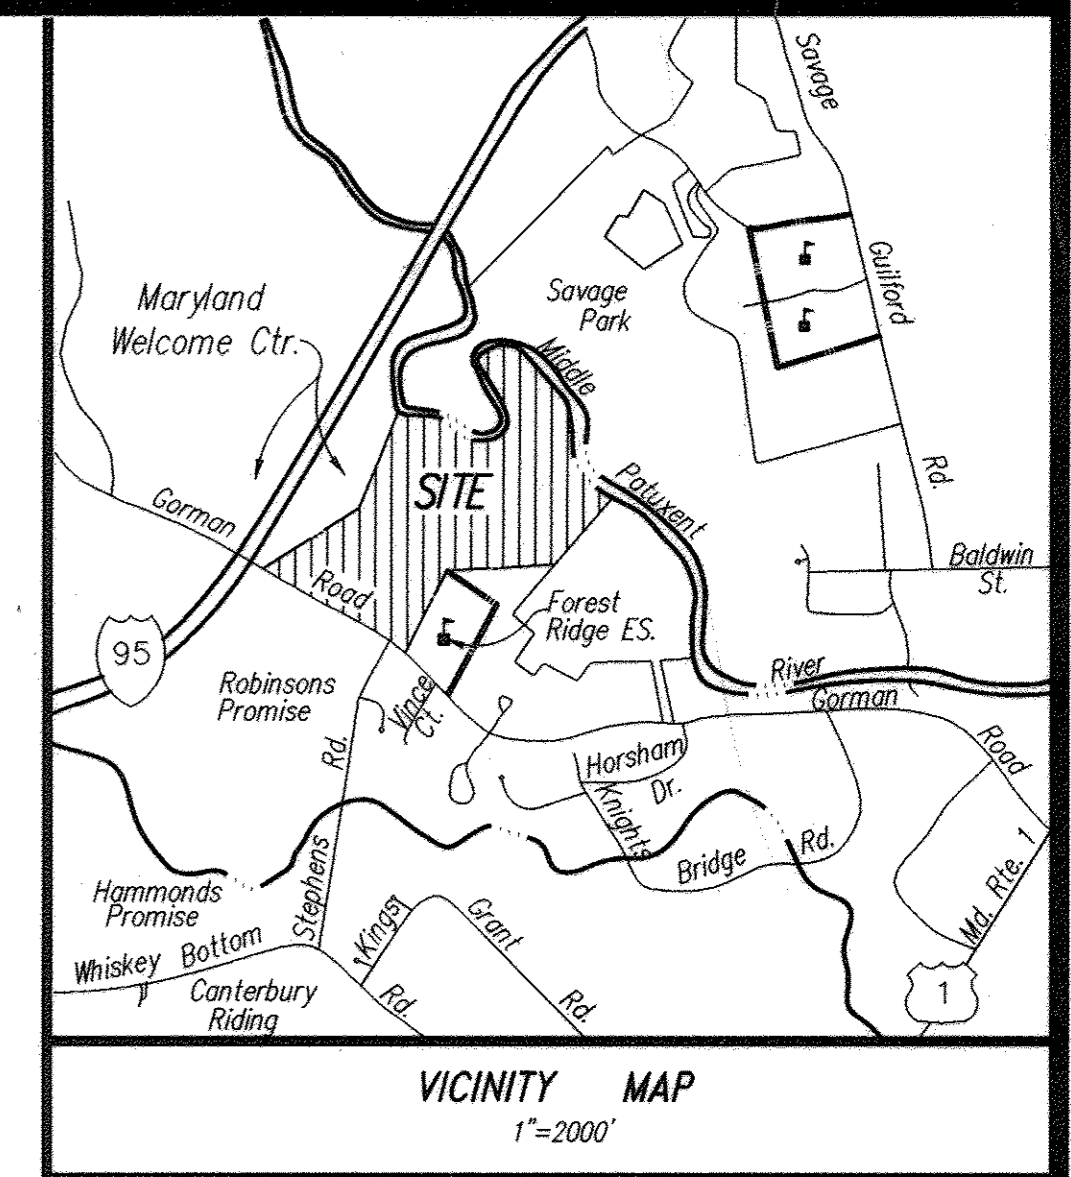 Savage
Guilford
Rd.
Maryland
Welcome Ctr.
Savage
Park
Middle
Patuxent
River
SITE
Gorman
Road
Baldwin
St.
Forest
Ridge ES.
95
Robinsons
Promise
Vince
Ct.
Gorman
Road
Horsham
Dr.
Knights
Bridge
Rd.
Stephens
Rd.
Hammonds
Promise
Kings
Grant
Rd.
Md. Rte. 1
1
Whiskey Bottom
Rd.
Canterbury
Riding
VICINITY MAP
1"=2000'